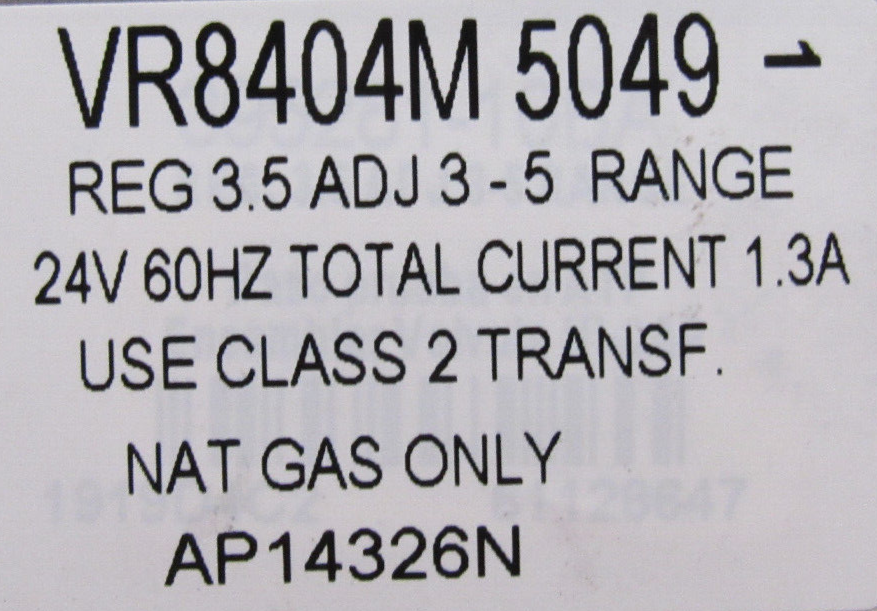 VR8404M 5049 1
REG 3.5 ADJ 3 - 5 RANGE
24V 60HZ TOTAL CURRENT 1.3A
USE CLASS 2 TRANSF.
NAT GAS ONLY
AP14326N